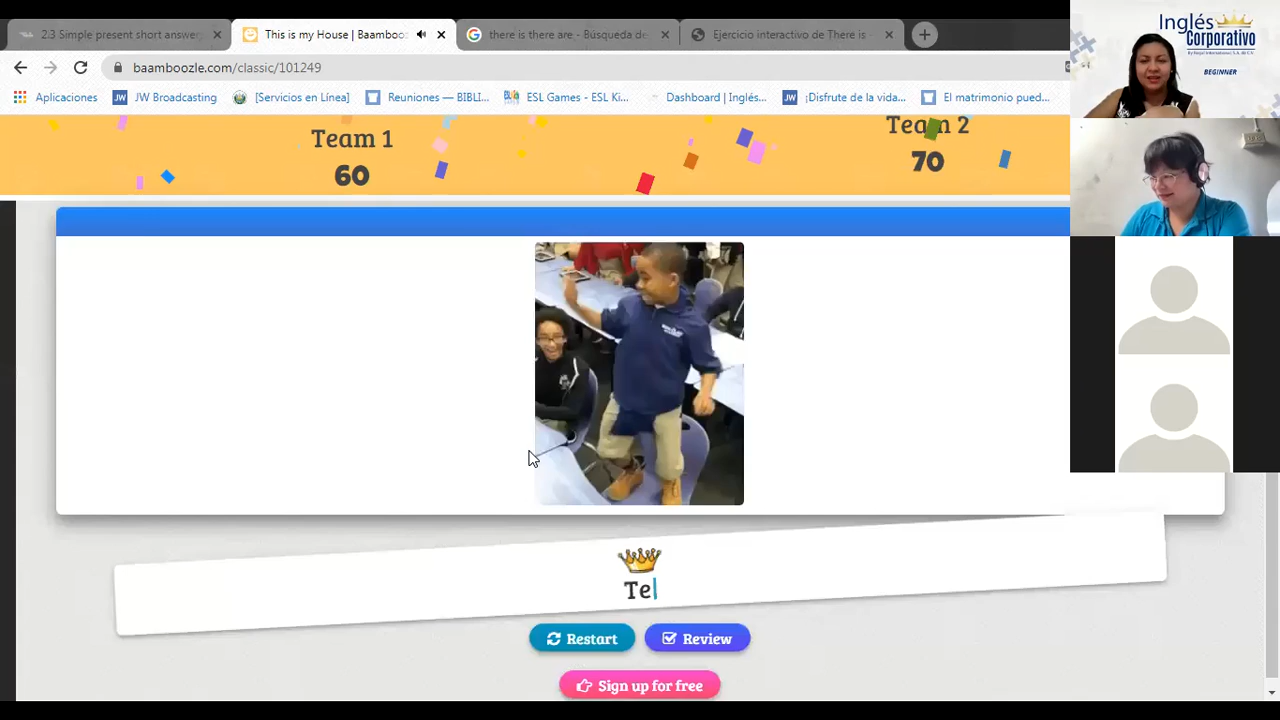 2:3 Simple present short answer
This is my House | Baamboo
there is there are - Búsqueda de
Ejercicio interactivo de There is
baamboozle.com/classic/101249
Aplicaciones
JW Broadcasting
[Servicios en Línea]
Reuniones — BIBLI...
ESL Games - ESL Ki...
Dashboard | Inglés...
¡Disfrute de la vida...
El matrimonio pued...
Inglés
Corporativo
BEGINNER
Team 1
60
Team 2
70
Te
Restart
Review
Sign up for free